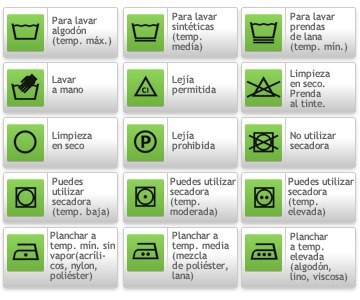 Para lavar
algodón
(temp. máx.)
Para lavar
sintéticas
(temp.
media)
Para lavar
prendas
de lana
(temp. mín.)
Lavar
a mano
Cl
Lejía
permitida
Limpieza
en seco.
Prenda
al tinte.
Limpieza
en seco
P
Lejía
prohibida
No utilizar
secadora
Puedes
utilizar
secadora
(temp. baja)
Puedes utilizar
secadora
(temp.
moderada)
Puedes utilizar
secadora
(temp.
elevada)
Planchar a
temp. mín. sin
vapor(acríli-
cos, nylon,
poliéster)
Planchar a
temp. media
(mezcla
de poliéster,
lana)
Planchar
a temp.
elevada
(algodón,
lino, viscosa)